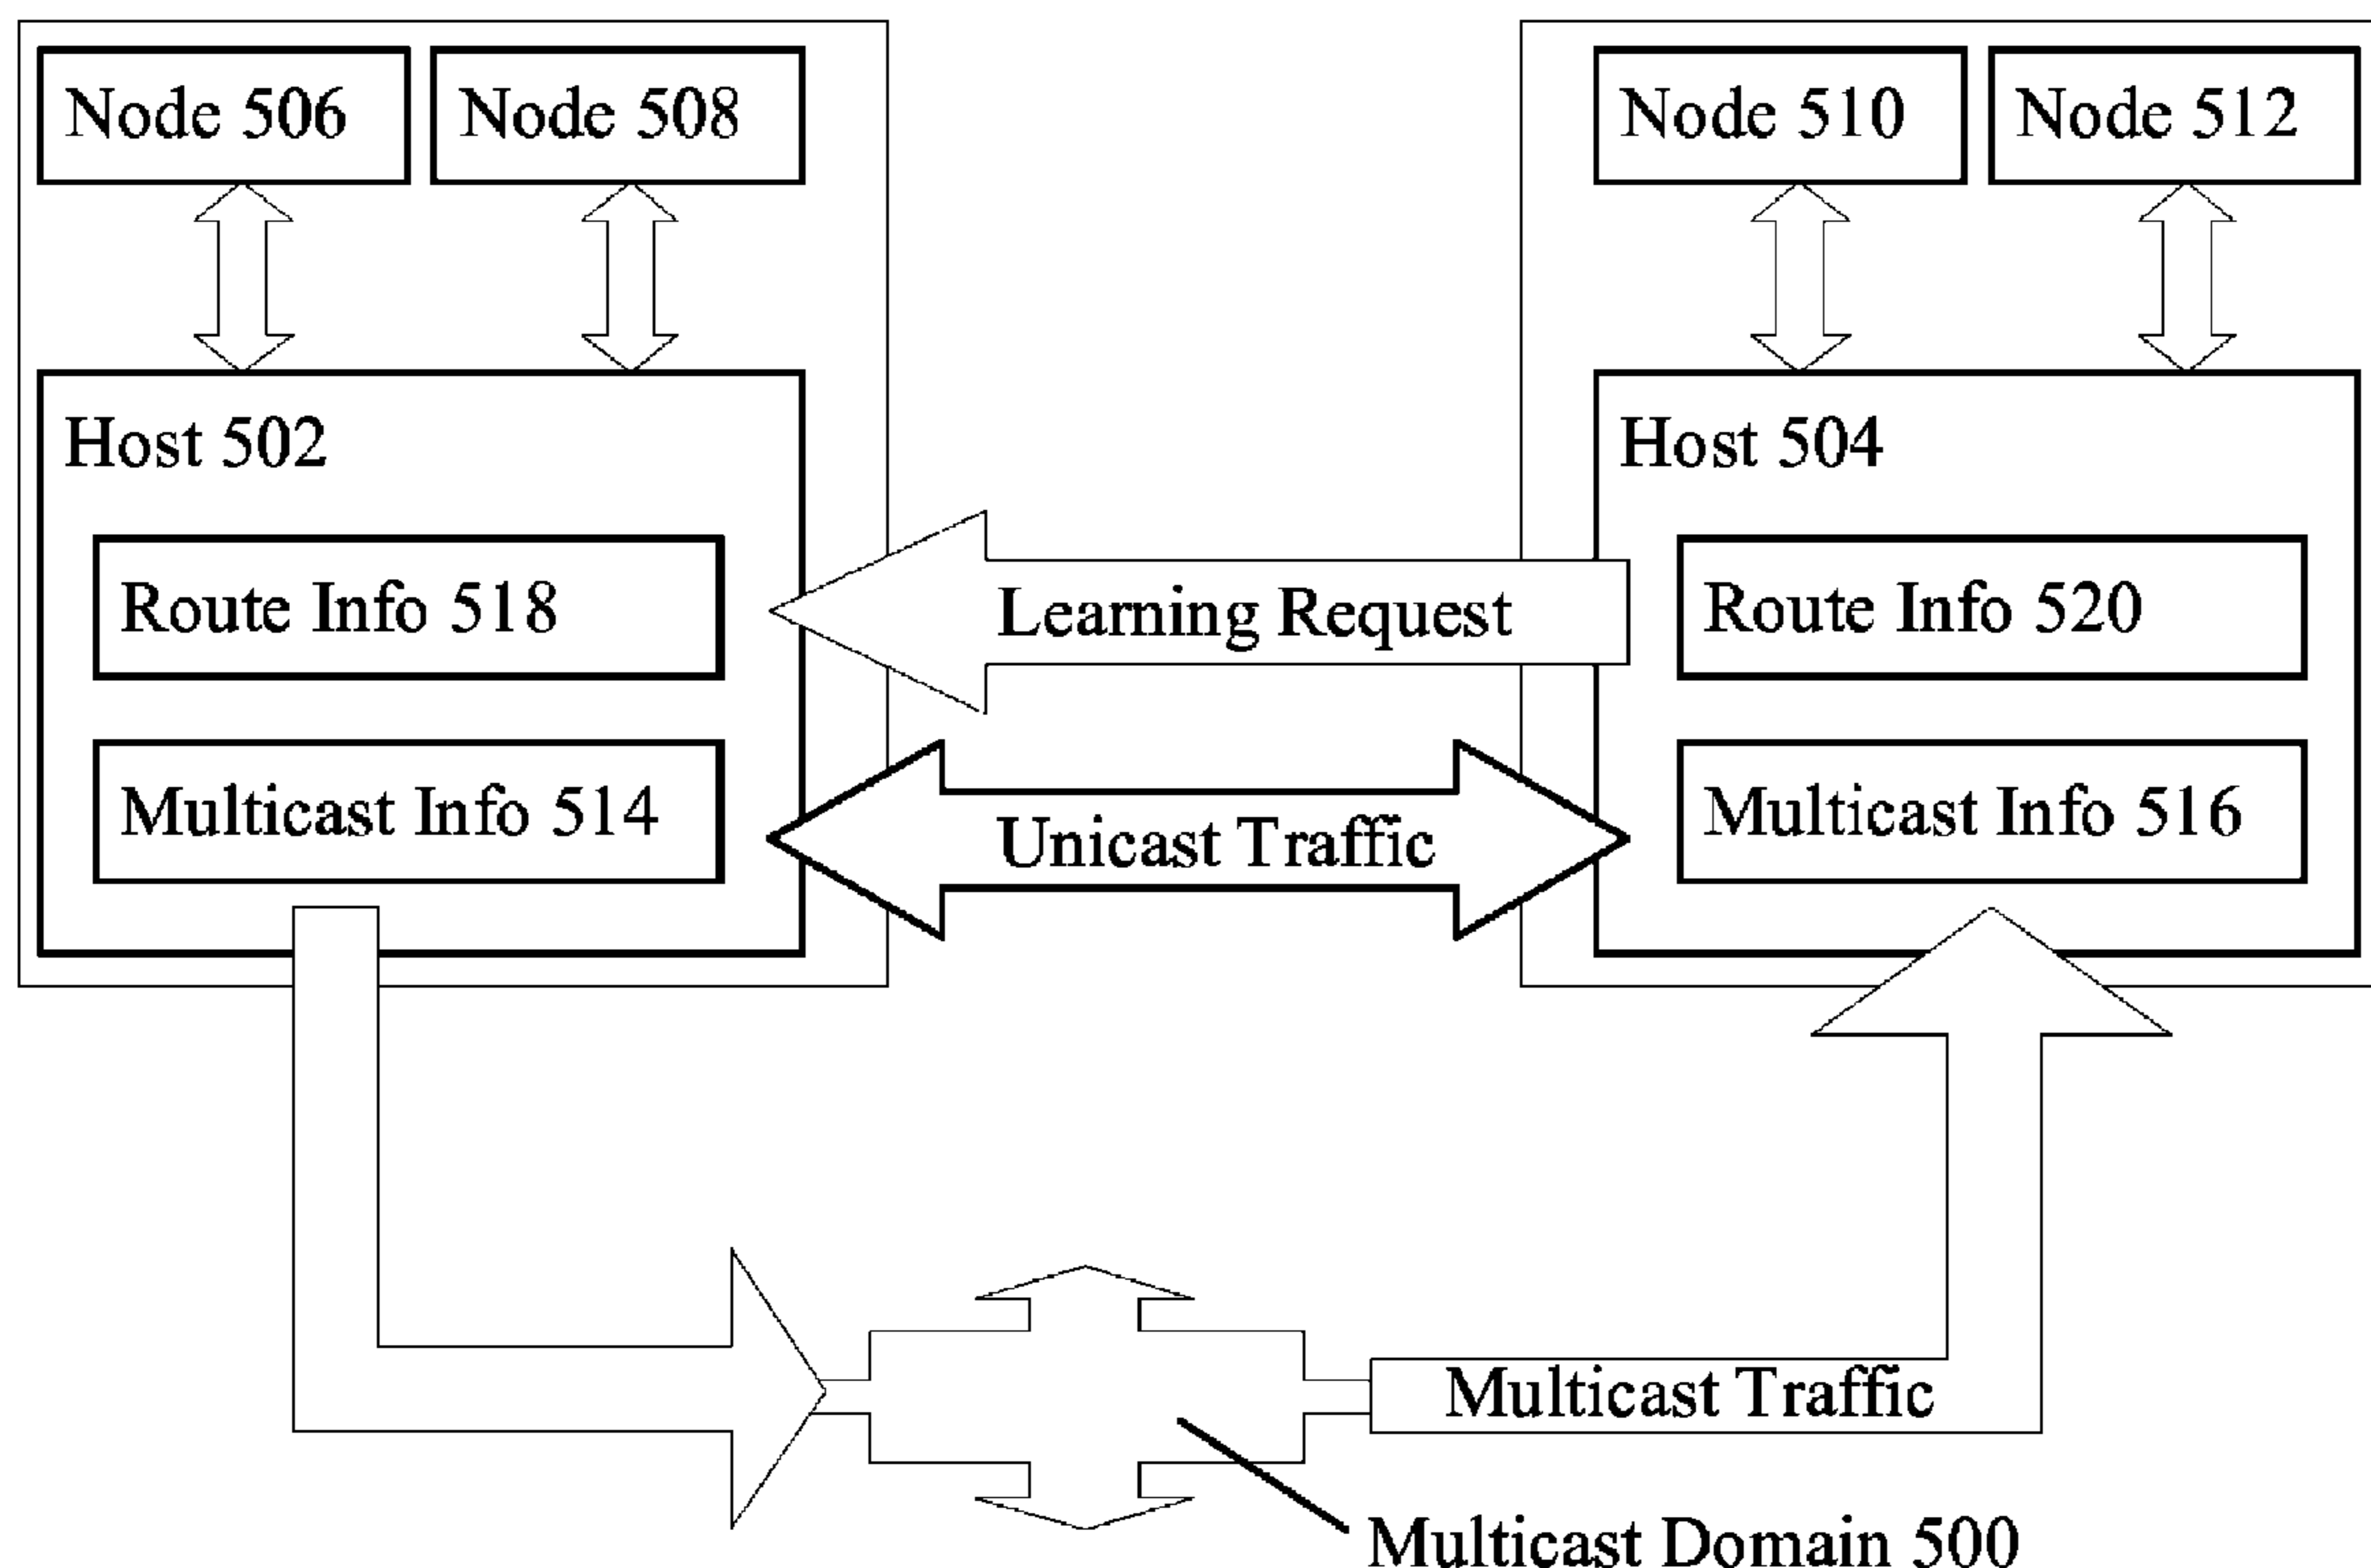 Node 506
Node 508
Node 510
Node 512
Host 502
Host 504
Route Info 518
Learning Request
Route Info 520
Multicast Info 514
Unicast Traffic
Multicast Info 516
Multicast Traffic
Multicast Domain 500